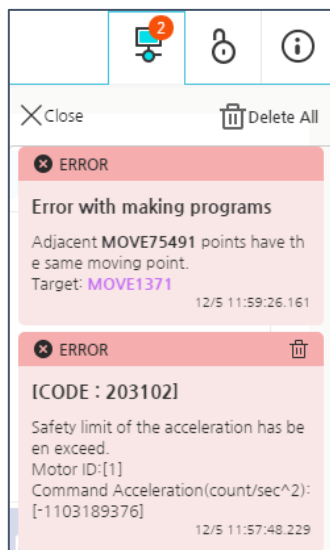 2
Close
Delete All
ERROR
Error with making programs
Adjacent MOVE75491 points have th
e same moving point.
Target: MOVE1371
12/5 11:59:26.161
ERROR
[CODE : 203102]
Safety limit of the acceleration has be
en exceed.
Motor ID:[1]
Command Acceleration(count/sec^2):
[-1103189376]
12/5 11:57:48.229